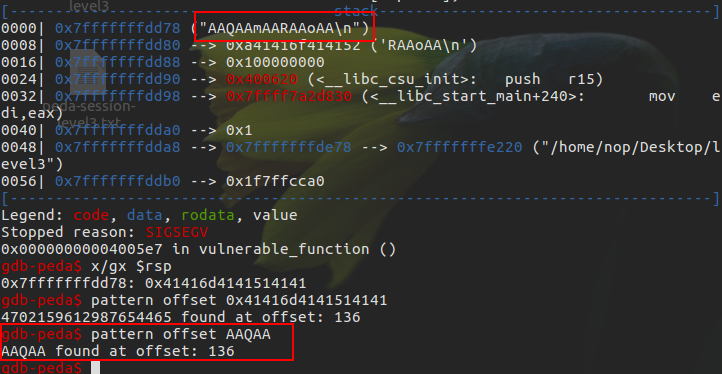 level3
[------------------------------------stack-------------------------------------]
0000| 0x7fffffffdd78 ("AAQAAmAARAAoAA\n")
0008| 0x7fffffffdd80 --> 0xa41416f414152 ('RAAoAA\n')
0016| 0x7fffffffdd88 --> 0x100000000
0024| 0x7fffffffdd90 --> 0x400620 (<__libc_csu_init>: push r15)
0032| 0x7fffffffdd98 --> 0x7ffff7a2d830 (<__libc_start_main+240>: mov e
peda-session-
di,eax)
level3.txt
0040| 0x7fffffffdda0 --> 0x1
0048| 0x7fffffffdda8 --> 0x7fffffffde78 --> 0x7fffffffe220 ("/home/nop/Desktop/l
evel3")
0056| 0x7fffffffddb0 --> 0x1f7ffcca0
[------------------------------------------------------------------------------]
Legend: code, data, rodata, value
Stopped reason: SIGSEGV
0x00000000004005e7 in vulnerable_function ()
gdb-peda$ x/gx $rsp
0x7fffffffdd78: 0x41416d4141514141
gdb-peda$ pattern offset 0x41416d4141514141
4702159612987654465 found at offset: 136
gdb-peda$ pattern offset AAQAA
AAQAA found at offset: 136
gdb-peda$